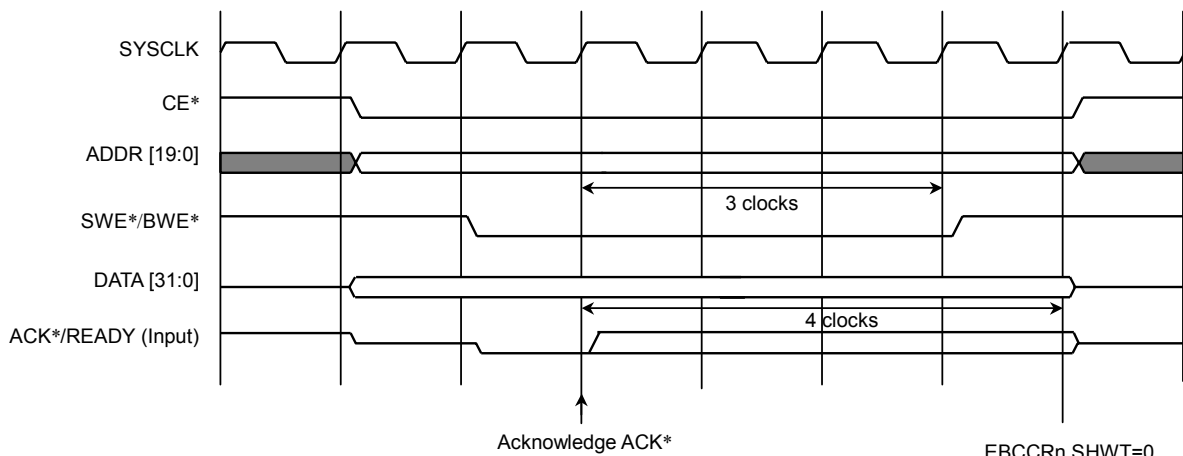 SYSCLK
CE*
ADDR [19:0]
3 clocks
SWE*/BWE*
DATA [31:0]
4 clocks
ACK*/READY (Input)
Acknowledge ACK*
EBCCRn.SHWT=0